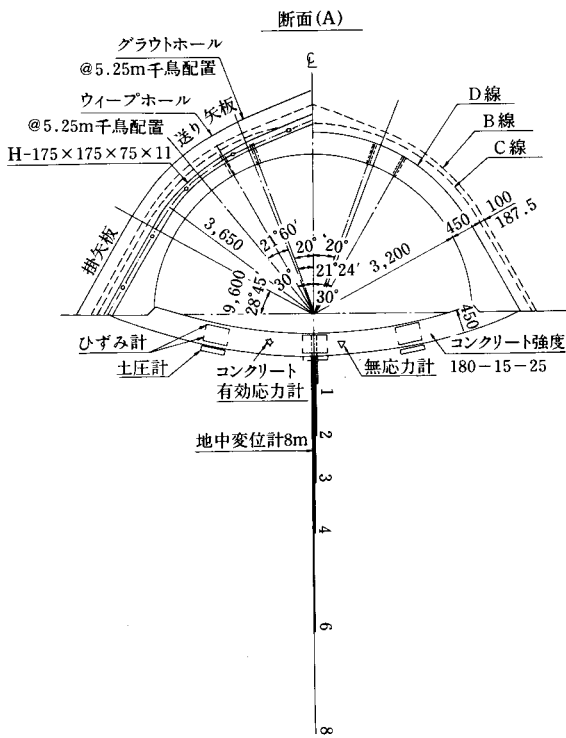 断面(A)
℄
グラウトホール
@5.25m千鳥配置
ウィープホール
@5.25m千鳥配置
送り矢板
H-175×175×75×11
掛矢板
D線
B線
C線
450
100
187.5
3,650
21°60′
20°
20°
3,200
9,600
28°45
30°
21°24′
30°
450
ひずみ計
土圧計
コンクリート
有効応力計
無応力計
コンクリート強度
180-15-25
地中変位計8m
1
2
3
4
6
8